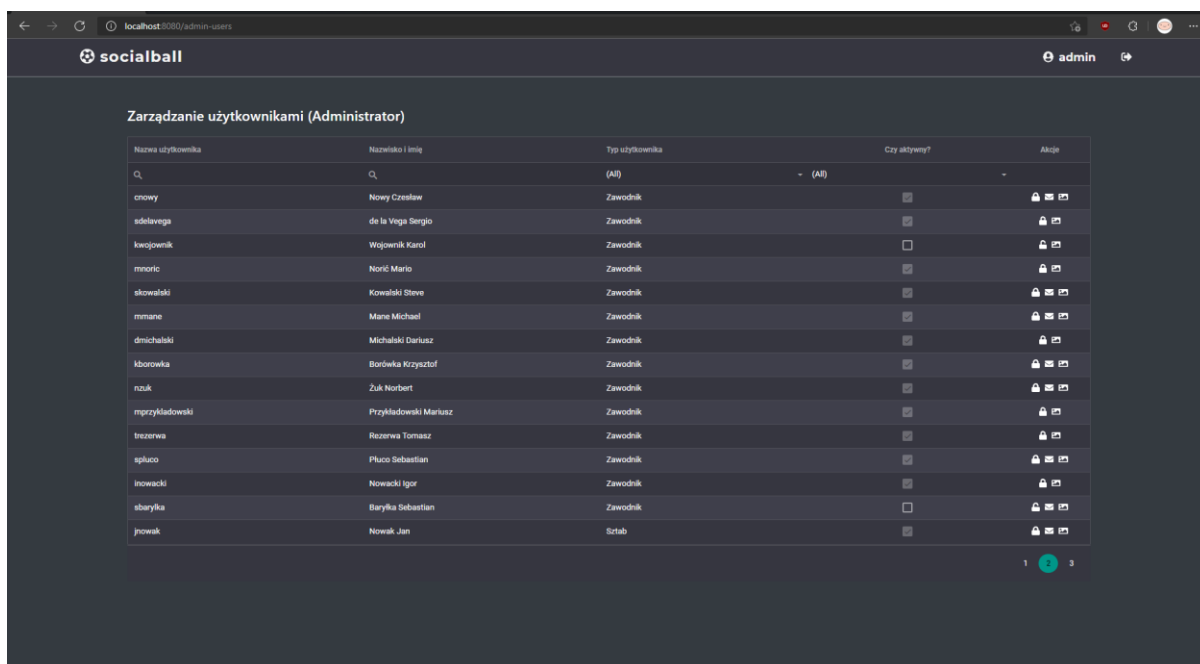 localhost:8080/admin-users
socialball admin
Zarządzanie użytkownikami (Administrator)
Nazwa użytkownika Nazwisko i imię Typ użytkownika Czy aktywny? Akcje
(All) (All)
cnowy Nowy Czesław Zawodnik
sdelavega de la Vega Sergio Zawodnik
kwojownik Wojownik Karol Zawodnik
mnoric Norič Mario Zawodnik
skowalski Kowalski Steve Zawodnik
mmane Mane Michael Zawodnik
dmichalski Michalski Dariusz Zawodnik
kborowka Borówka Krzysztof Zawodnik
nzuk Żuk Norbert Zawodnik
mprzykladowski Przykładowski Mariusz Zawodnik
trezerwa Rezerwa Tomasz Zawodnik
spluco Płuco Sebastian Zawodnik
inowacki Nowacki Igor Zawodnik
sbarylka Baryłka Sebastian Zawodnik
jnowak Nowak Jan Sztab
1 2 3